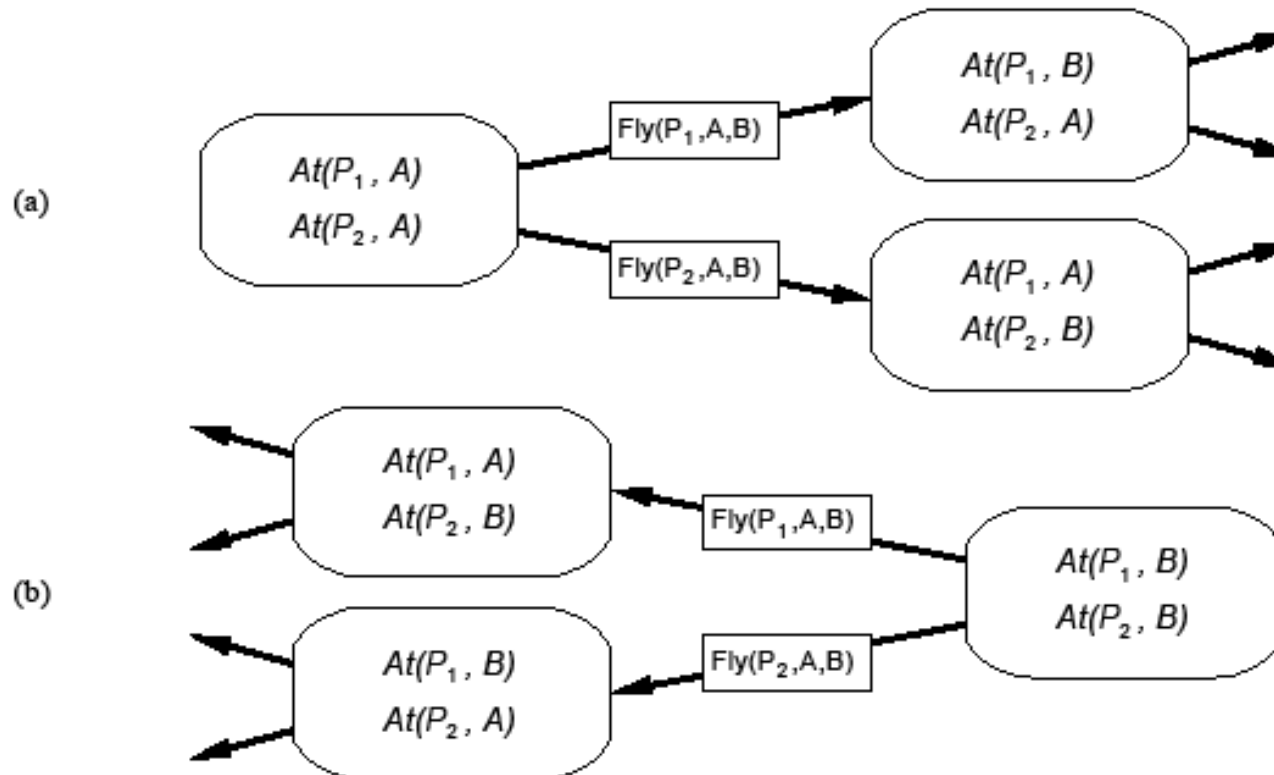 (a)
At(P₁, A)
At(P₂, A)
Fly(P₁,A,B)
Fly(P₂,A,B)
At(P₁, B)
At(P₂, A)
At(P₁, A)
At(P₂, B)
(b)
At(P₁, A)
At(P₂, B)
At(P₁, B)
At(P₂, A)
Fly(P₁,A,B)
Fly(P₂,A,B)
At(P₁, B)
At(P₂, B)